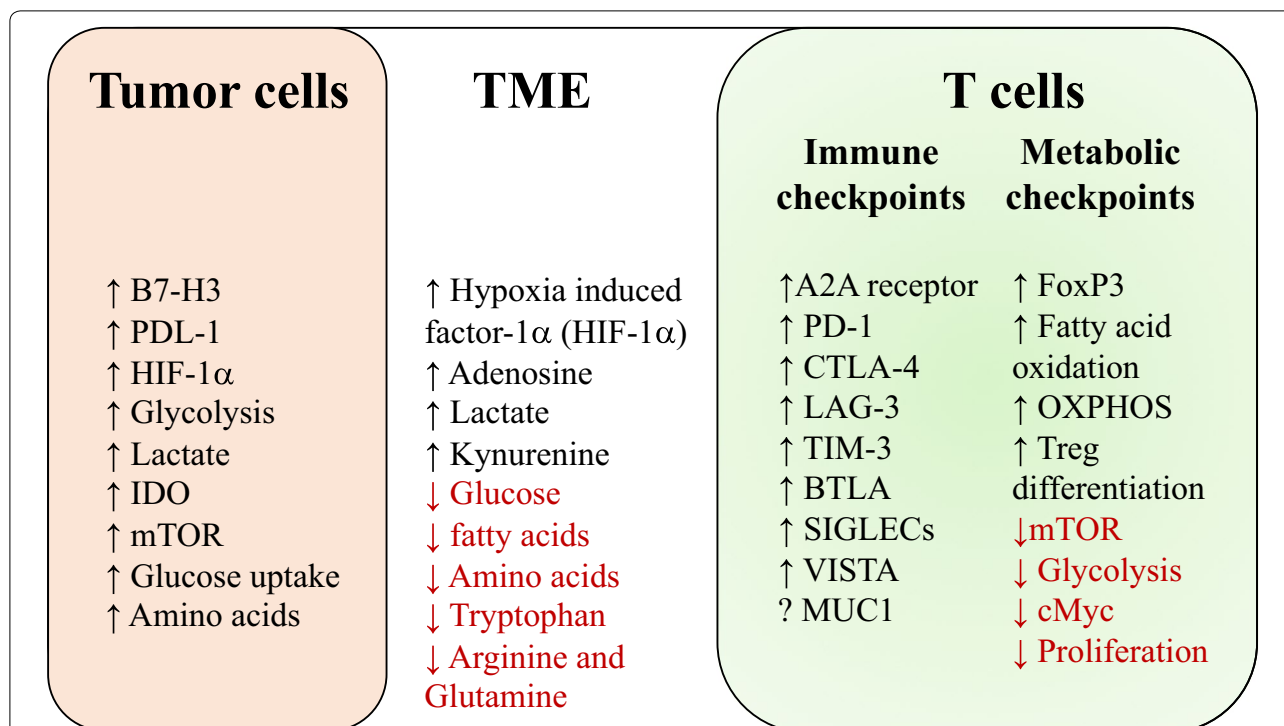 Tumor cells
↑ B7-H3
↑ PDL-1
↑ HIF-1α
↑ Glycolysis
↑ Lactate
↑ IDO
↑ mTOR
↑ Glucose uptake
↑ Amino acids
TME
↑ Hypoxia induced
factor-1α (HIF-1α)
↑ Adenosine
↑ Lactate
↑ Kynurenine
↓ Glucose
↓ fatty acids
↓ Amino acids
↓ Tryptophan
↓ Arginine and
Glutamine
T cells
Immune
checkpoints
↑A2A receptor
↑ PD-1
↑ CTLA-4
↑ LAG-3
↑ TIM-3
↑ BTLA
↑ SIGLECs
↑ VISTA
? MUC1
Metabolic
checkpoints
↑ FoxP3
↑ Fatty acid
oxidation
↑ OXPHOS
↑ Treg
differentiation
↓mTOR
↓ Glycolysis
↓ cMyc
↓ Proliferation